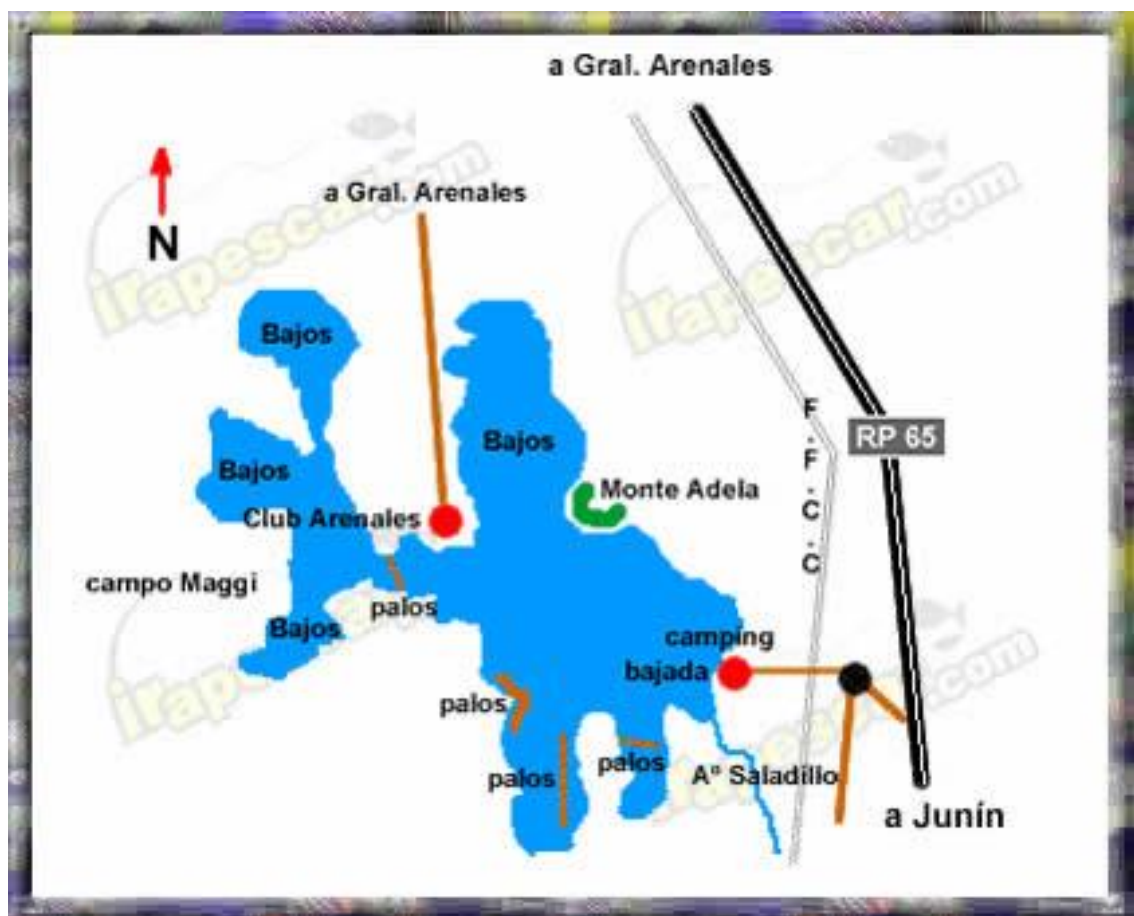 a Gral. Arenales
a Gral. Arenales
N
irapescar.com
irapescar.com
Bajos
F.F.C.C
RP 65
Bajos
Bajos
Monte Adela
Club Arenales
campo Maggi
palos
Bajos
camping
bajada
irapescar.com
irapescar.com
palos
palos
palos
Aº Saladillo
a Junín